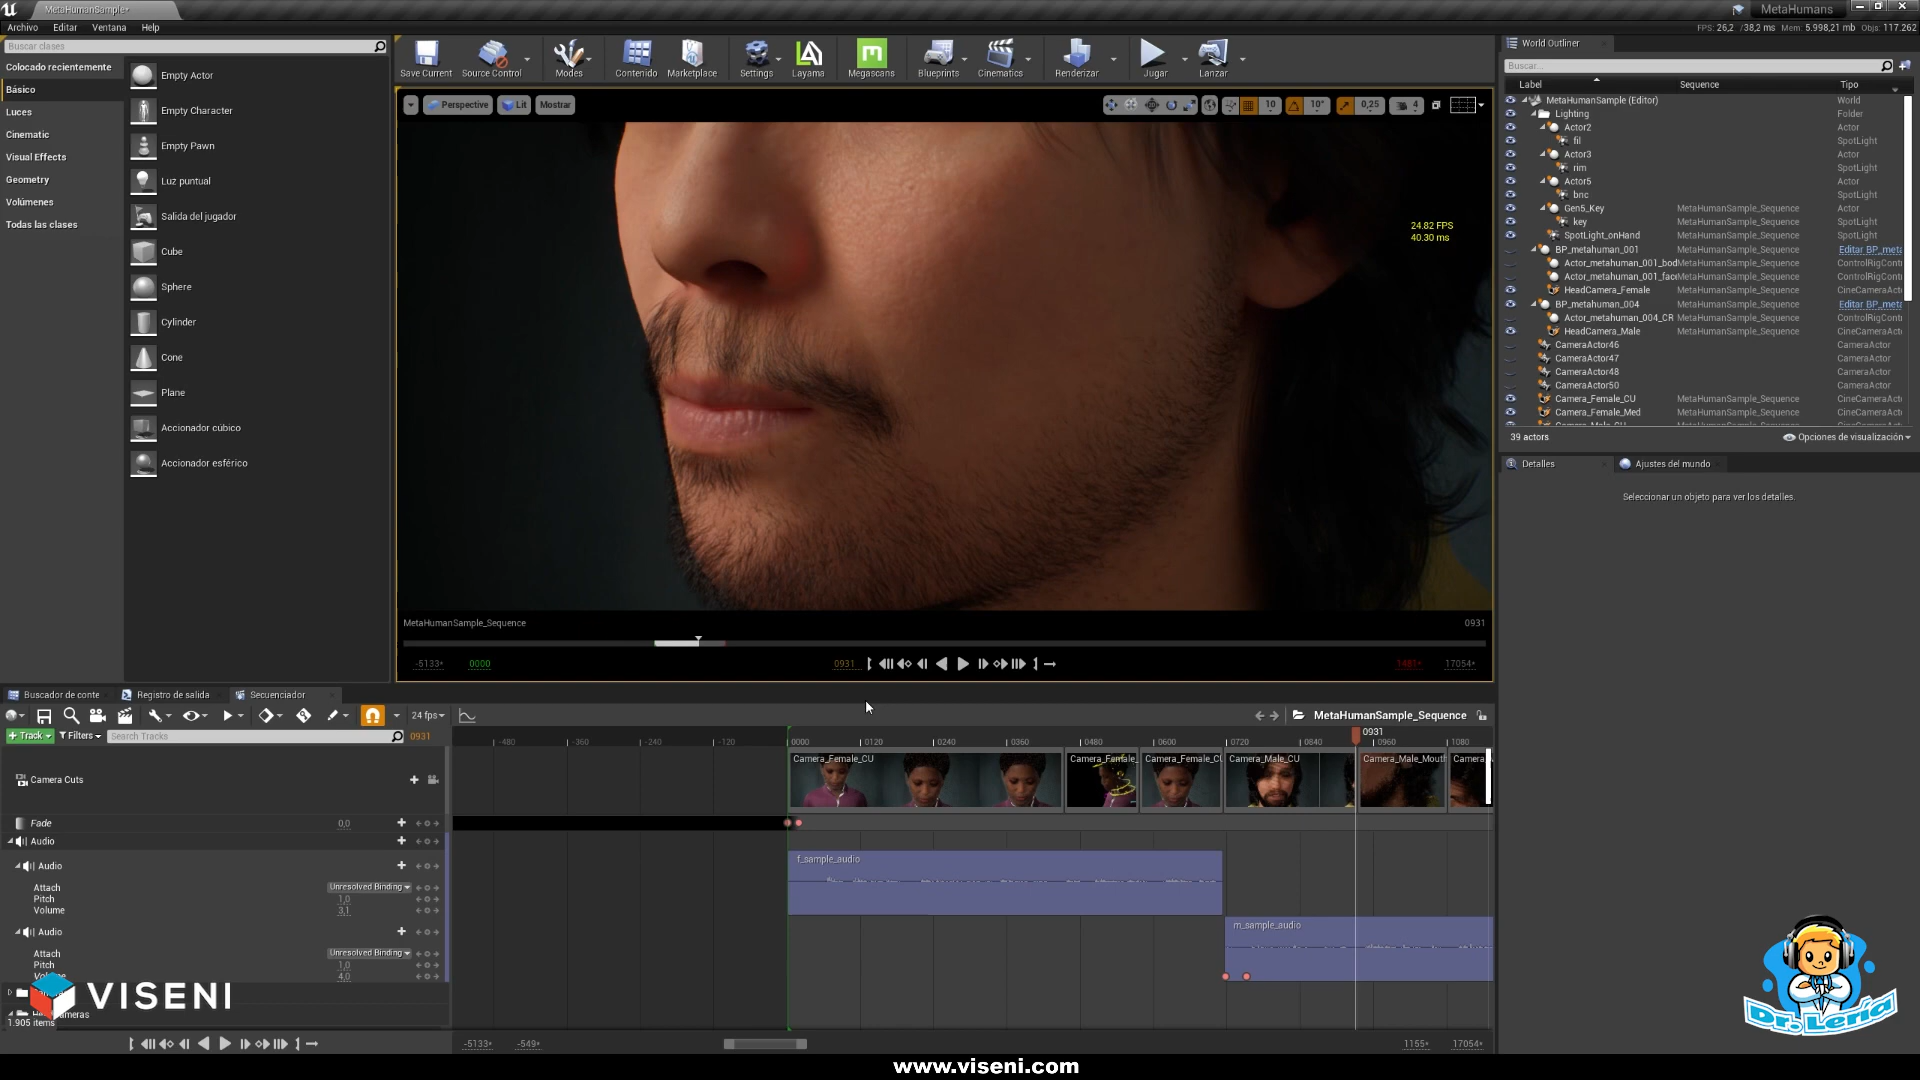 MetaHumanSample*
MetaHumans
Archivo Editar Ventana Help
FPS: 26,2 /38,2 ms Mem: 5.998,21 mb Objs: 117.262
Buscar clases
Colocado recientemente
Básico
Luces
Cinematic
Visual Effects
Geometry
Volúmenes
Todas las clases
Empty Actor
Empty Character
Empty Pawn
Luz puntual
Salida del jugador
Cube
Sphere
Cylinder
Cone
Plane
Accionador cúbico
Accionador esférico
Save Current Source Control Modes Contenido Marketplace Settings Layama Megascans Blueprints Cinematics Renderizar Jugar Lanzar
Perspective Lit Mostrar
10 10° 0,25 4
24.82 FPS
40.30 ms
MetaHumanSample_Sequence 0931
-5133* 0000 0931 1481* 17054*
World Outliner
Buscar...
Label Sequence Tipo
MetaHumanSample (Editor) World
Lighting Folder
Actor2 Actor
fil SpotLight
Actor3 Actor
rim SpotLight
Actor5 Actor
bnc SpotLight
Gen5_Key MetaHumanSample_Sequence Actor
key MetaHumanSample_Sequence SpotLight
SpotLight_onHand MetaHumanSample_Sequence SpotLight
BP_metahuman_001 MetaHumanSample_Sequence Editar BP_meta
Actor_metahuman_001_bod MetaHumanSample_Sequence ControlRigContr
Actor_metahuman_001_face MetaHumanSample_Sequence ControlRigContr
HeadCamera_Female MetaHumanSample_Sequence CineCameraAct
BP_metahuman_004 MetaHumanSample_Sequence Editar BP_meta
Actor_metahuman_004_CR MetaHumanSample_Sequence ControlRigContr
HeadCamera_Male MetaHumanSample_Sequence CineCameraAct
CameraActor46 CameraActor
CameraActor47 CameraActor
CameraActor48 CameraActor
CameraActor50 CameraActor
Camera_Female_CU MetaHumanSample_Sequence CineCameraAct
Camera_Female_Med MetaHumanSample_Sequence CineCameraAct
39 actors Opciones de visualización
Detalles Ajustes del mundo
Seleccionar un objeto para ver los detalles.
Buscador de conte Registro de salida Secuenciador
24 fps
MetaHumanSample_Sequence
+ Track Filters Search Tracks 0931
-480 -360 -240 -120 0000 0120 0240 0360 0480 0600 0720 0840 0931 0960 1080
Camera Cuts
Camera_Female_CU Camera_Female_ Camera_Female_CU Camera_Male_CU Camera_Male_Mouth Camera_
Fade 0,0
Audio
Audio
Attach Unresolved Binding
Pitch 1,0
Volume 3,1
f_sample_audio
Audio
Attach Unresolved Binding
Pitch 1,0
Volume 4,0
m_sample_audio
VISENI
1.905 items
-5133* -549* 1155* 17054*
Dr. Lería
www.viseni.com